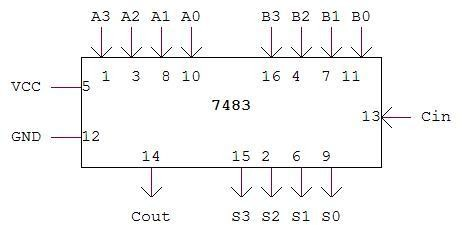 A3 A2 A1 A0 B3 B2 B1 B0
1 3 8 10 16 4 7 11
VCC 5
7483
13 Cin
GND 12
14 15 2 6 9
Cout S3 S2 S1 S0